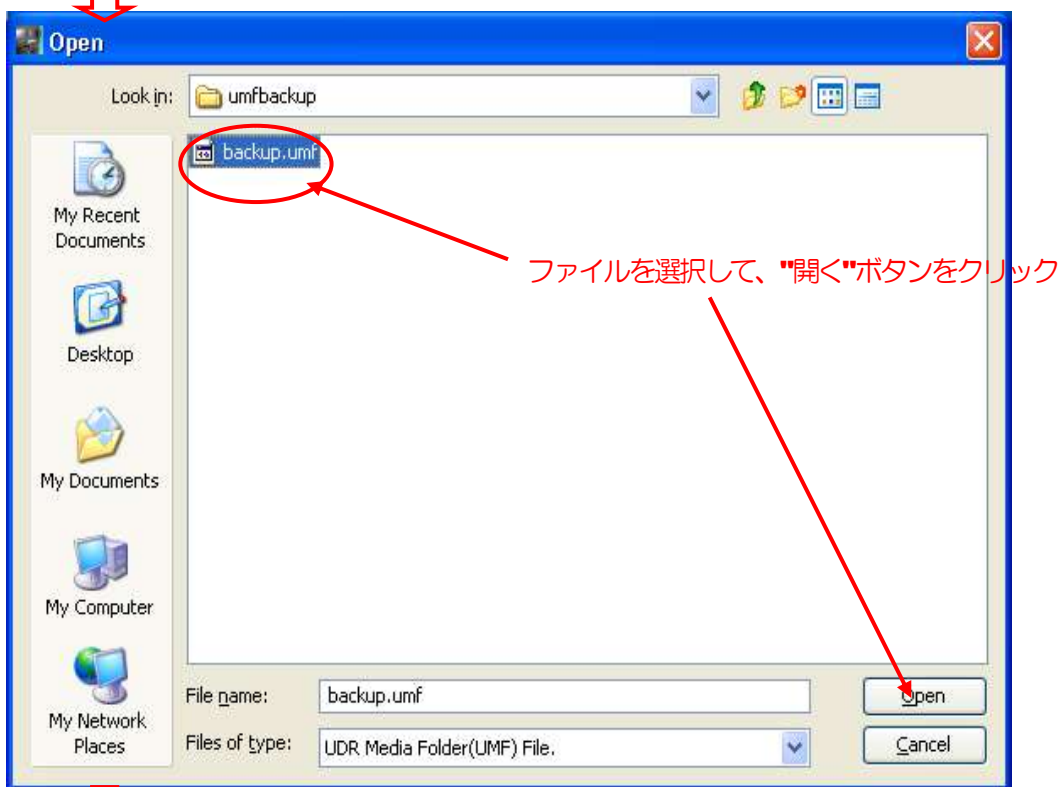 Open
Look in:
umfbackup
backup.umf
My Recent
Documents
ファイルを選択して、"開く"ボタンをクリック
Desktop
My Documents
My Computer
My Network
Places
File name:
backup.umf
Open
Files of type:
UDR Media Folder(UMF) File.
Cancel